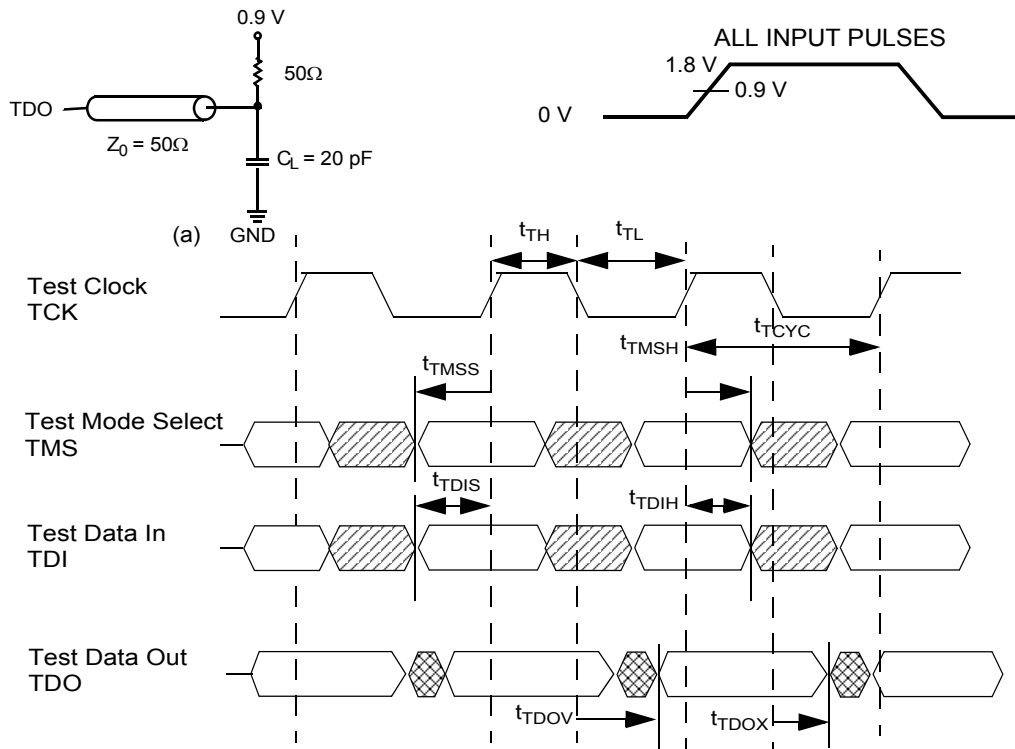 0.9 V
50Ω
TDO
Z0 = 50Ω
CL = 20 pF
(a) GND
ALL INPUT PULSES
1.8 V
0.9 V
0 V
tTH
tTL
Test Clock
TCK
tTMSH
tTCYC
tTMSS
Test Mode Select
TMS
tTDIS
tTDIH
Test Data In
TDI
Test Data Out
TDO
tTDOV
tTDOX